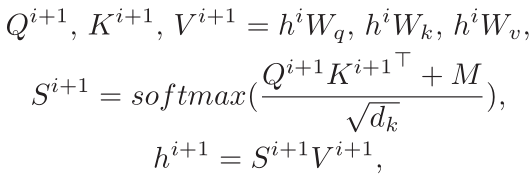 $Q^{i+1}, K^{i+1}, V^{i+1} = h^i W_q, h^i W_k, h^i W_v,$
$S^{i+1} = softmax(\frac{Q^{i+1} {K^{i+1}}^\top + M}{\sqrt{d_k}}),$
$h^{i+1} = S^{i+1} V^{i+1},$